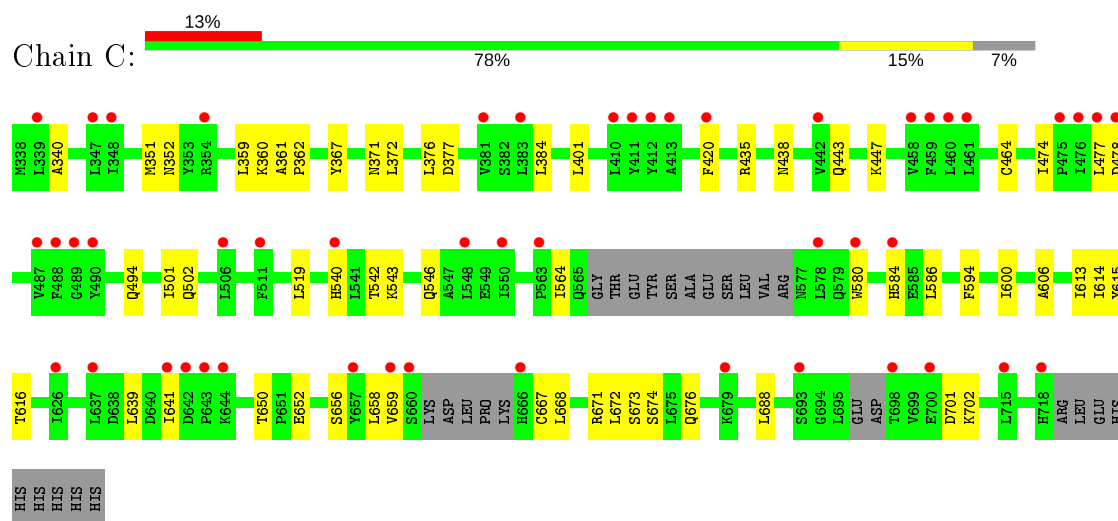 13%
Chain C:
78% 15% 7%
M338 L339 A340 L347 I348 M351 N352 Y353 R354 L359 K360 A361 P362 Y367 N371 L372 L376 D377 V381 S382 L383 L384 L401 L410 Y411 Y412 A413 F420 R435 N438 V442 Q443 K447 V458 F459 L460 L461 C464 I474 P475 I476 L477 D478
V487 F488 G489 Y490 Q494 I501 Q502 L506 F511 L519 H540 L541 T542 K543 Q546 A547 L548 E549 I550 P563 I564 Q565 GLY THR GLU TYR SER ALA GLU SER LEU VAL ARG N577 L578 Q579 W580 H584 E585 L586 F594 I600 A606 I613 I614 Y615
T616 I626 L637 D638 L639 D640 I641 D642 P643 K644 T650 P651 E652 S656 Y657 L658 V659 S660 LYS ASP LEU PRO LYS H666 C667 L668 R671 L672 S673 S674 L675 Q676 K679 L688 S693 G694 L695 GLU ASP T698 V699 E700 D701 K702 L715 H718 ARG LEU GLU HIS
HIS HIS HIS HIS HIS